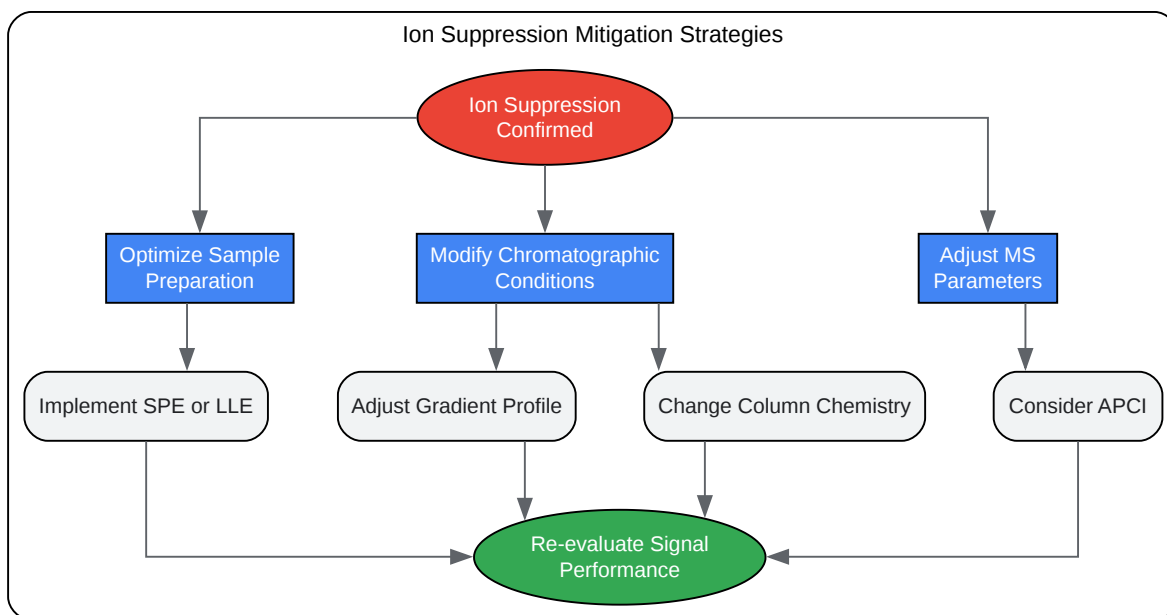 Ion Suppression Mitigation Strategies
Ion Suppression
Confirmed
Optimize Sample
Preparation
Modify Chromatographic
Conditions
Adjust MS
Parameters
Implement SPE or LLE
Adjust Gradient Profile
Change Column Chemistry
Consider APCI
Re-evaluate Signal
Performance